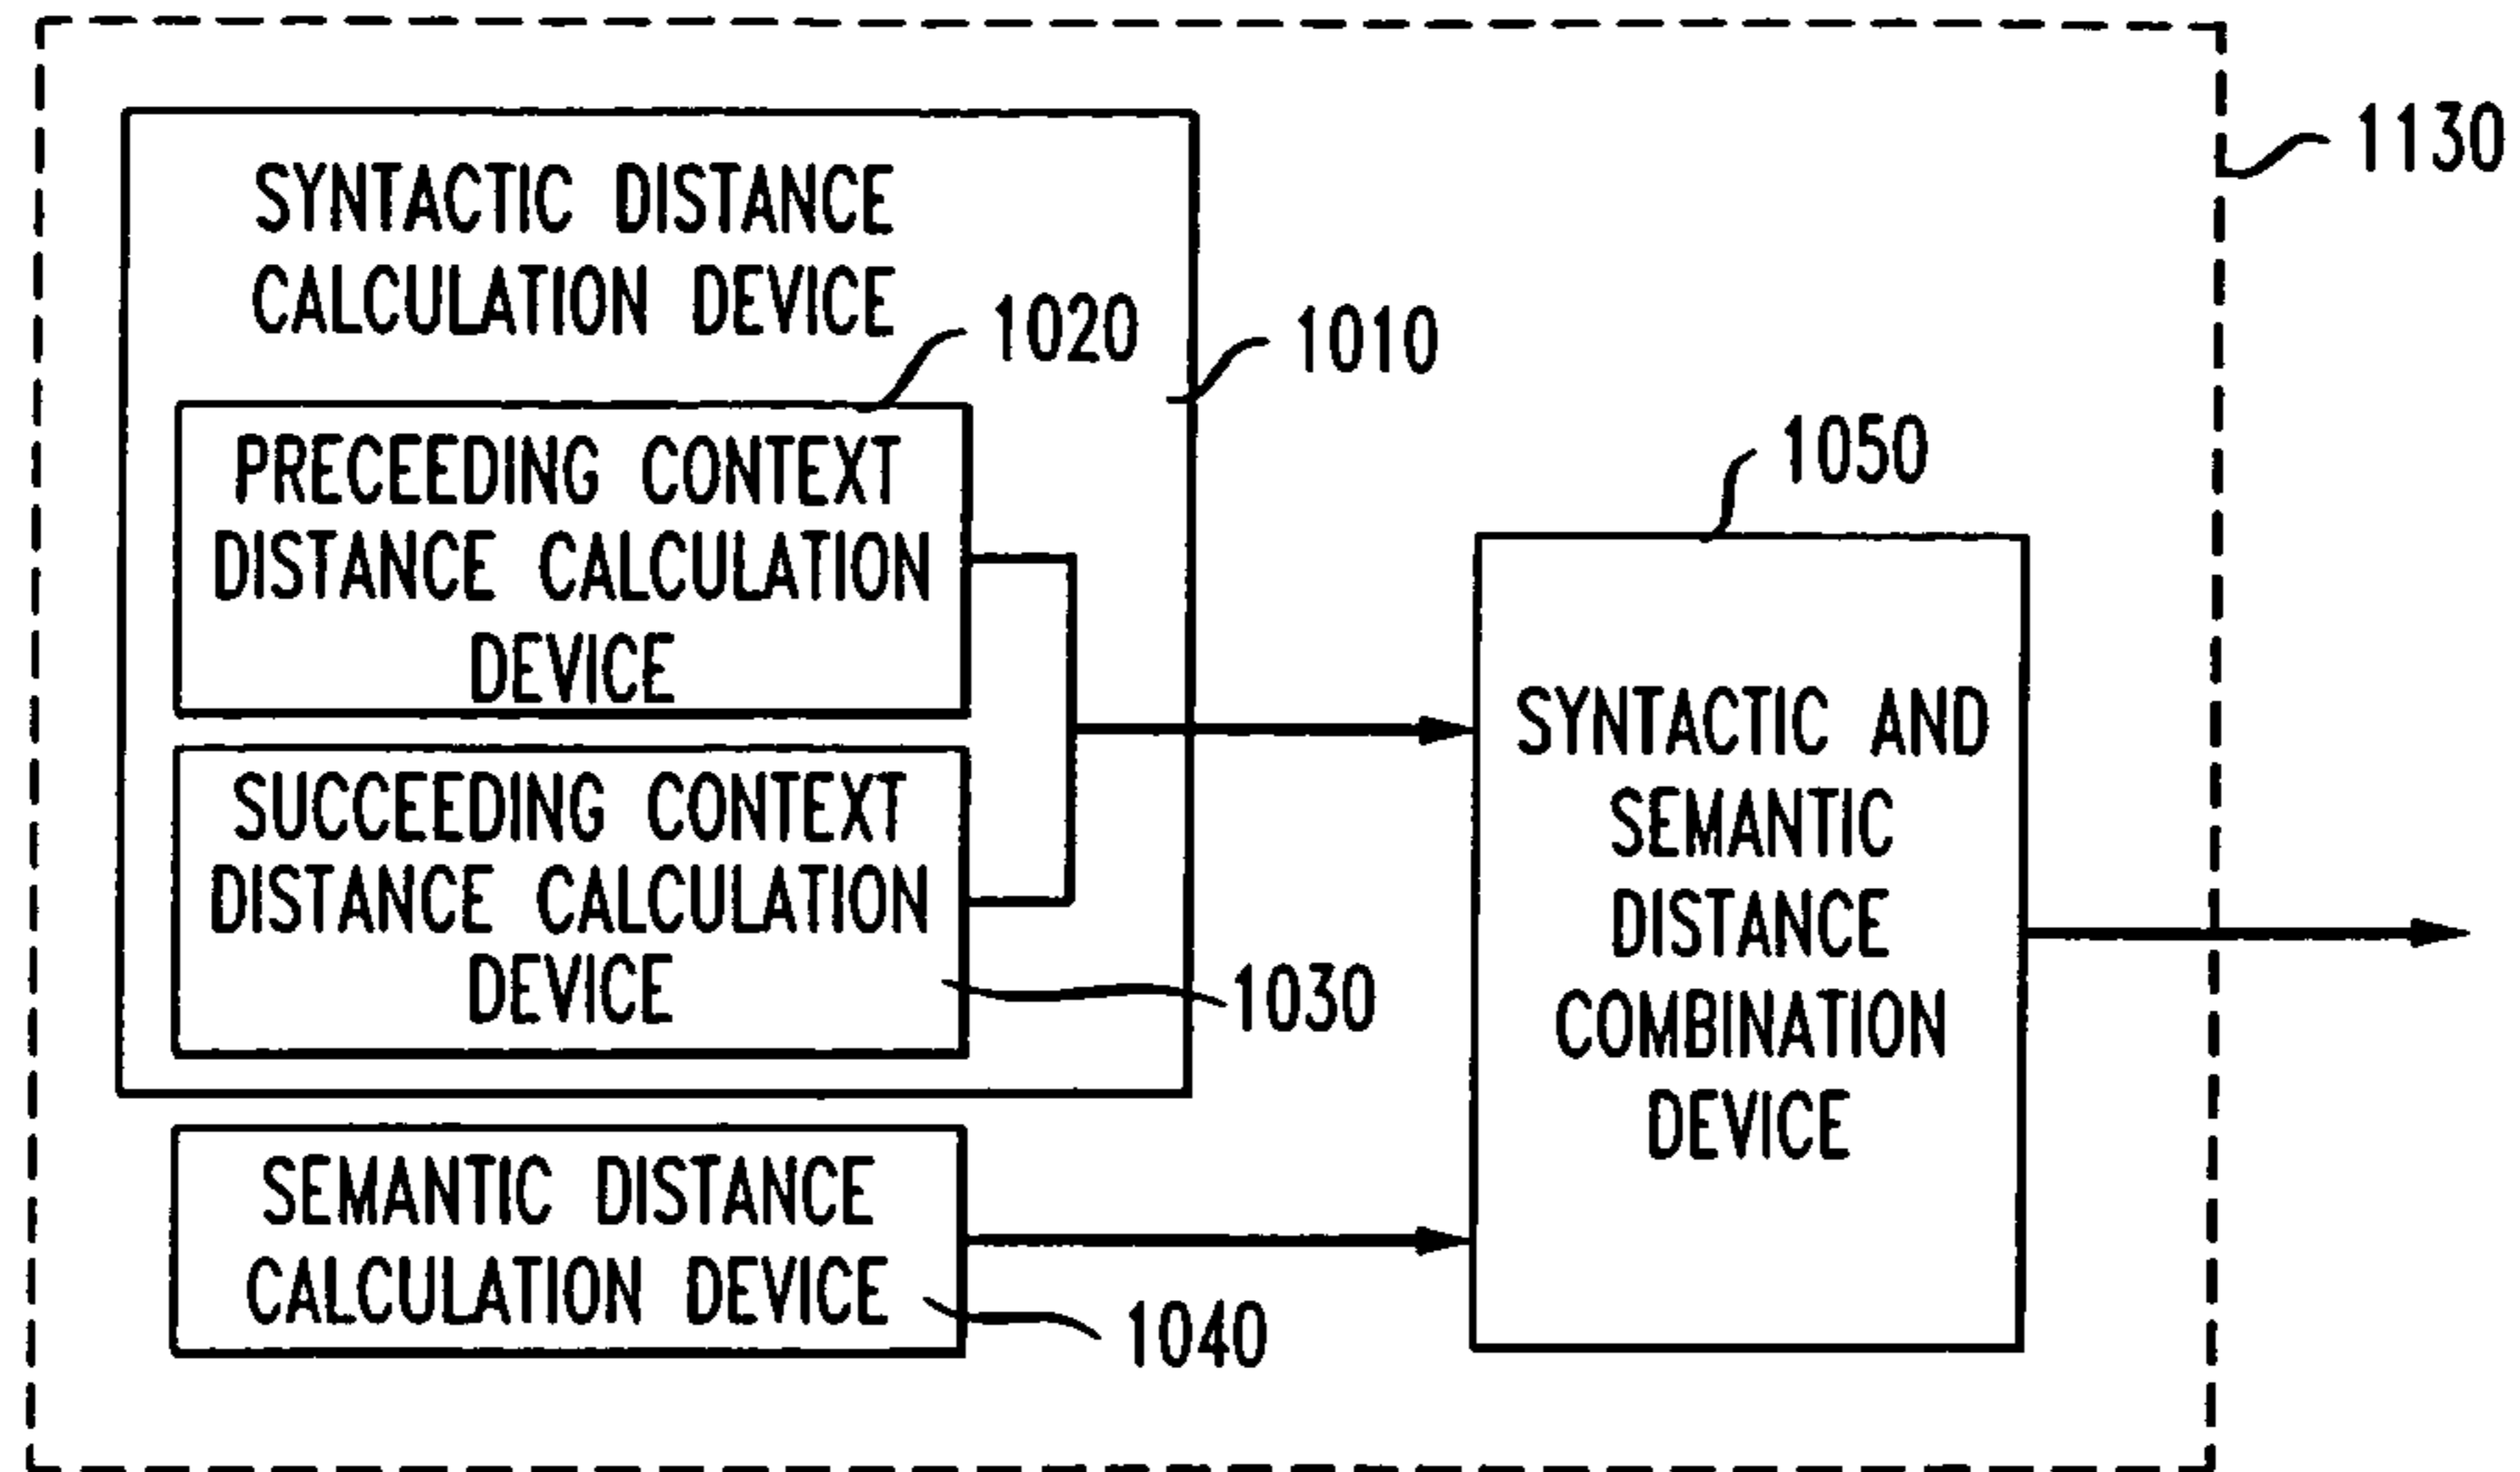 1130
SYNTACTIC DISTANCE
CALCULATION DEVICE
1020
1010
PRECEEDING CONTEXT
DISTANCE CALCULATION
DEVICE
1050
SUCCEEDING CONTEXT
DISTANCE CALCULATION
DEVICE
1030
SYNTACTIC AND
SEMANTIC
DISTANCE
COMBINATION
DEVICE
SEMANTIC DISTANCE
CALCULATION DEVICE
1040